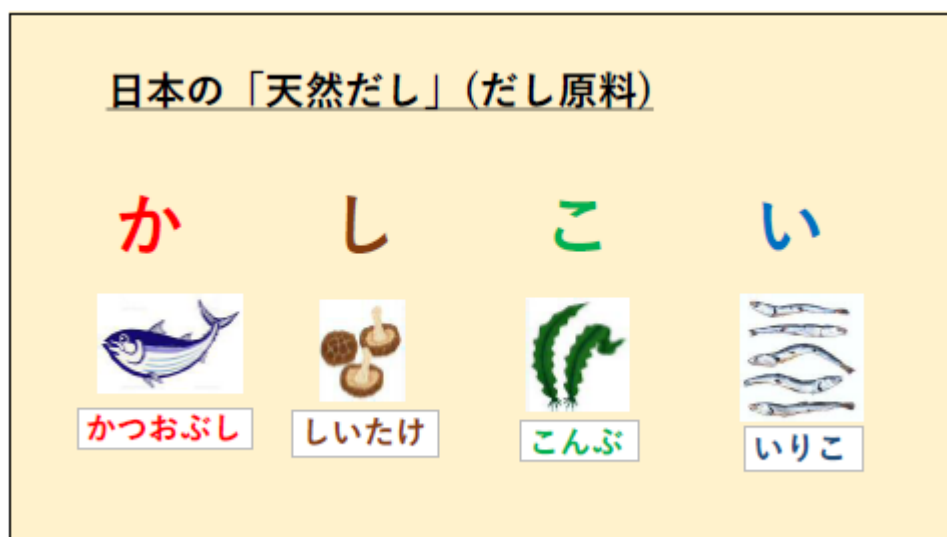 日本の「天然だし」(だし原料)
か し こ い
かつおぶし しいたけ こんぶ いりこ